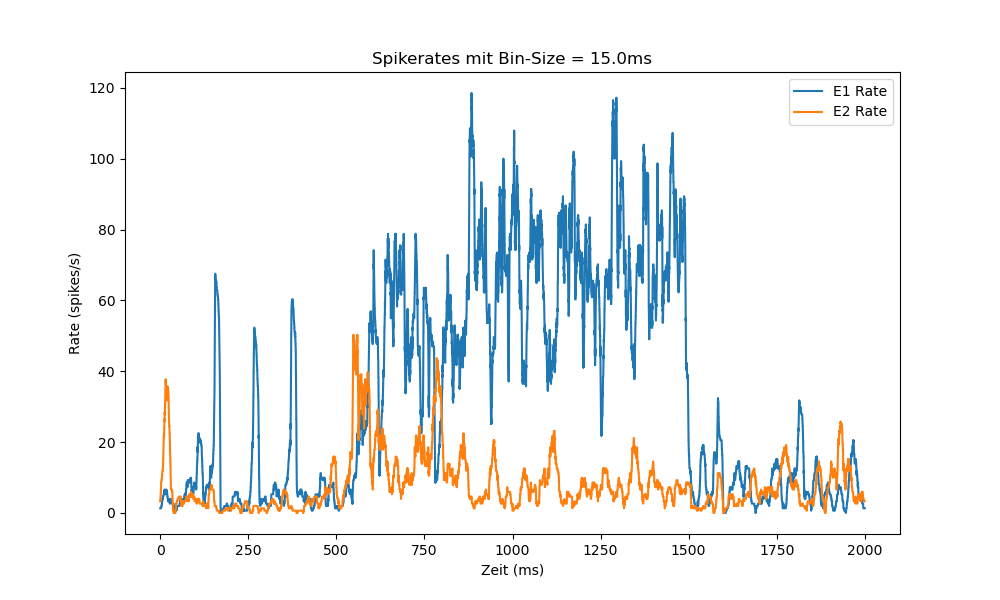 Spikerates mit Bin-Size = 15.0ms
E1 Rate
E2 Rate
120
100
80
60
40
20
0
Rate (spikes/s)
0 250 500 750 1000 1250 1500 1750 2000
Zeit (ms)